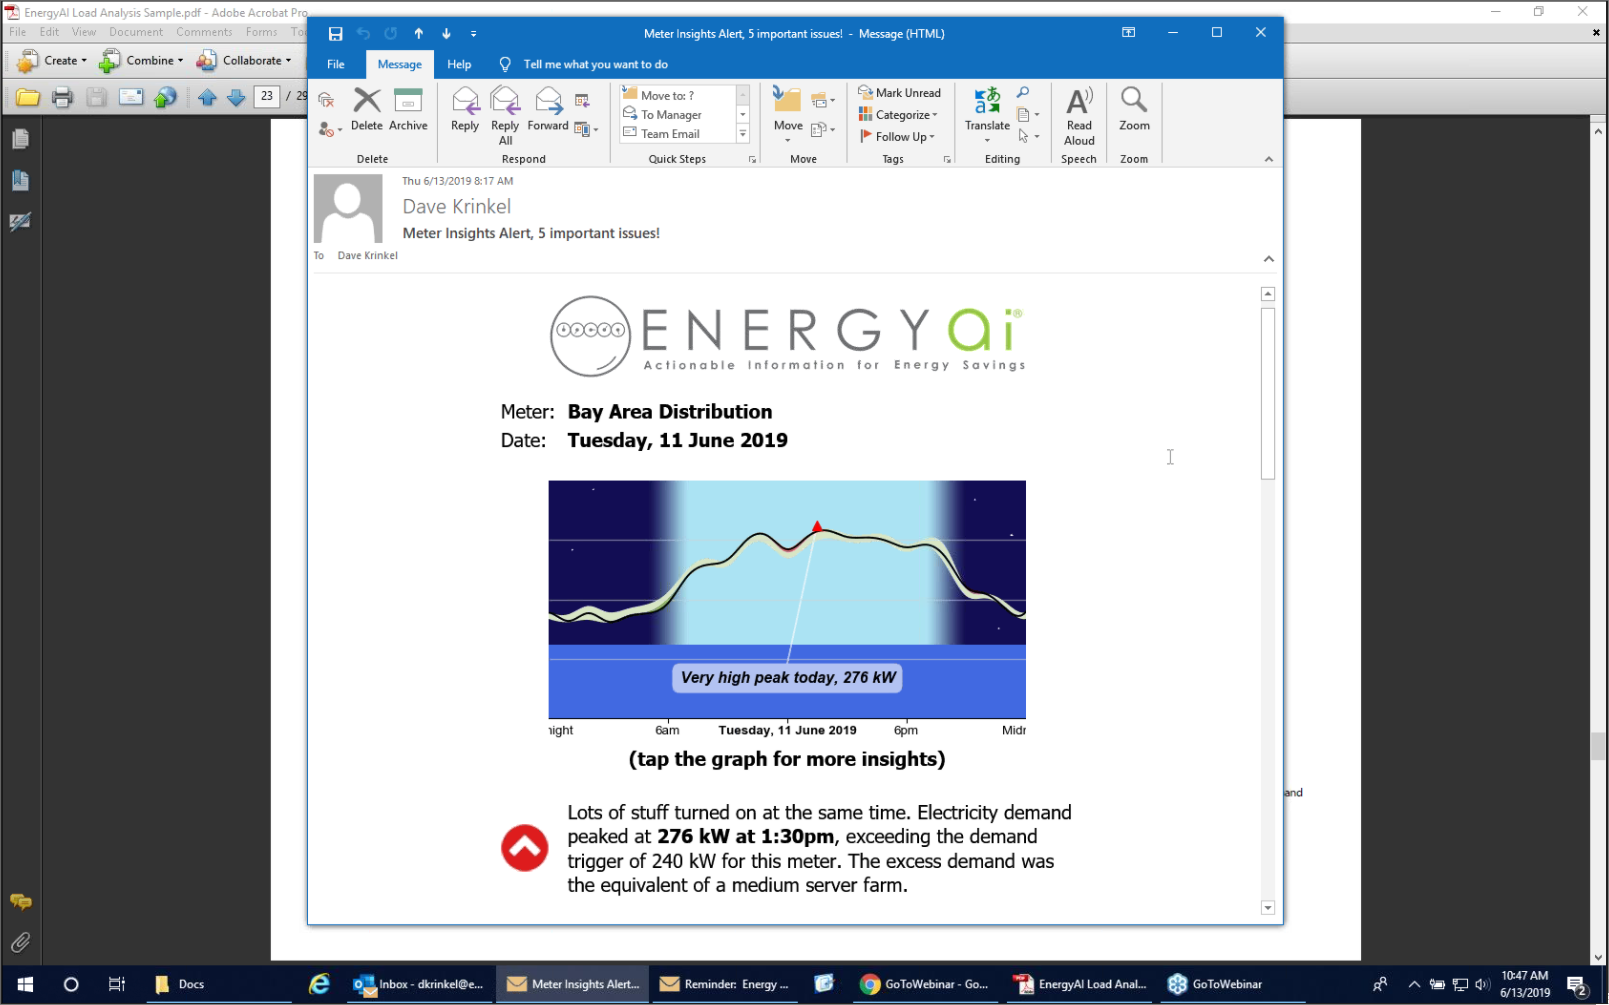 EnergyAI Load Analysis Sample.pdf - Adobe Acrobat Pro
File Edit View Document Comments Forms
Create
Combine
Collaborate
23 / 29
Meter Insights Alert, 5 important issues! - Message (HTML)
File Message Help Tell me what you want to do
Delete Archive
Delete
Reply Reply All Forward
Respond
Move to: ?
To Manager
Team Email
Quick Steps
Move
Move
Mark Unread
Categorize
Follow Up
Tags
Translate
Editing
Read Aloud
Speech
Zoom
Zoom
Thu 6/13/2019 8:17 AM
Dave Krinkel
Meter Insights Alert, 5 important issues!
To Dave Krinkel
ENERGYai®
Actionable Information for Energy Savings
Meter: Bay Area Distribution
Date: Tuesday, 11 June 2019
Very high peak today, 276 kW
night 6am Tuesday, 11 June 2019 6pm Midn
(tap the graph for more insights)
Lots of stuff turned on at the same time. Electricity demand
peaked at 276 kW at 1:30pm, exceeding the demand
trigger of 240 kW for this meter. The excess demand was
the equivalent of a medium server farm.
and
Docs
Inbox - dkrinkel@e...
Meter Insights Alert...
Reminder: Energy ...
GoToWebinar - Go...
EnergyAI Load Anal...
GoToWebinar
10:47 AM
6/13/2019
2